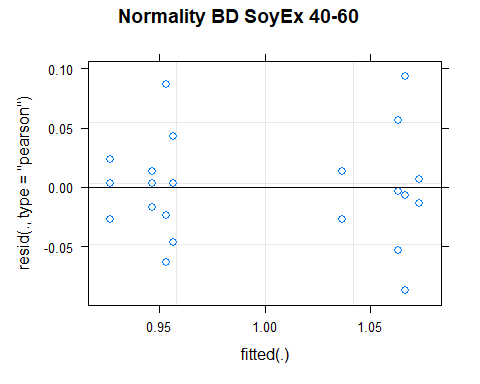 Normality BD SoyEx 40-60
resid(., type = "pearson")
0.10
0.05
0.00
-0.05
0.95
1.00
1.05
fitted(.)